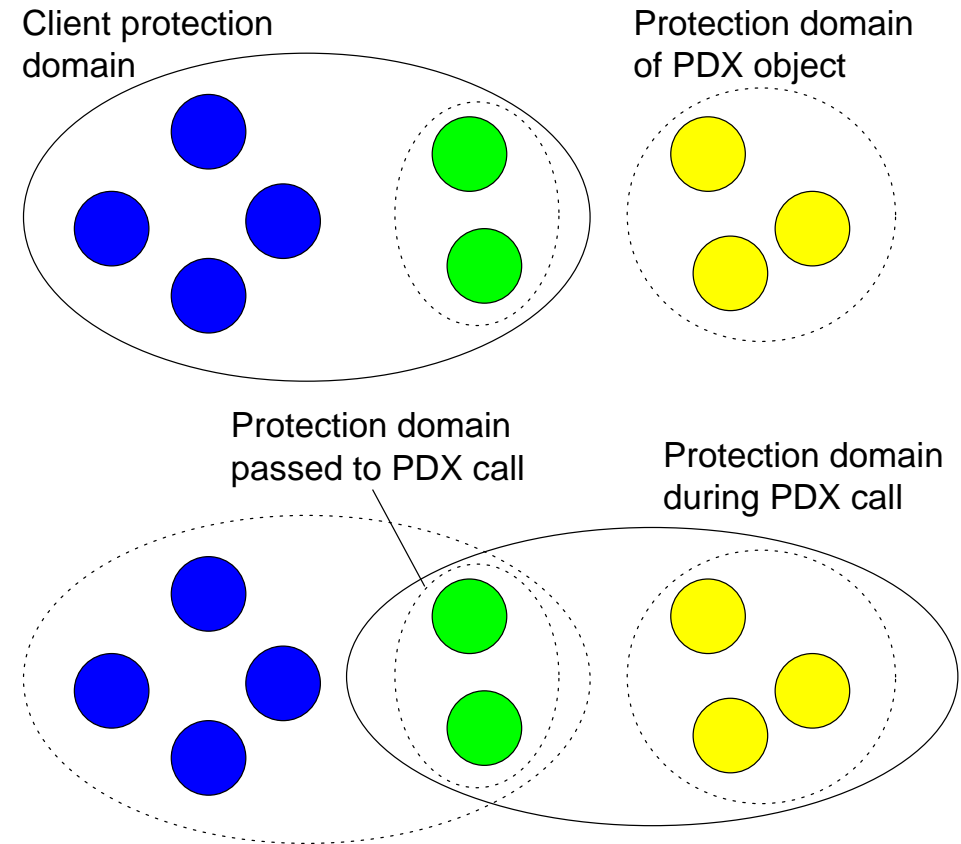 Client protection
domain
Protection domain
of PDX object
Protection domain
passed to PDX call
Protection domain
during PDX call